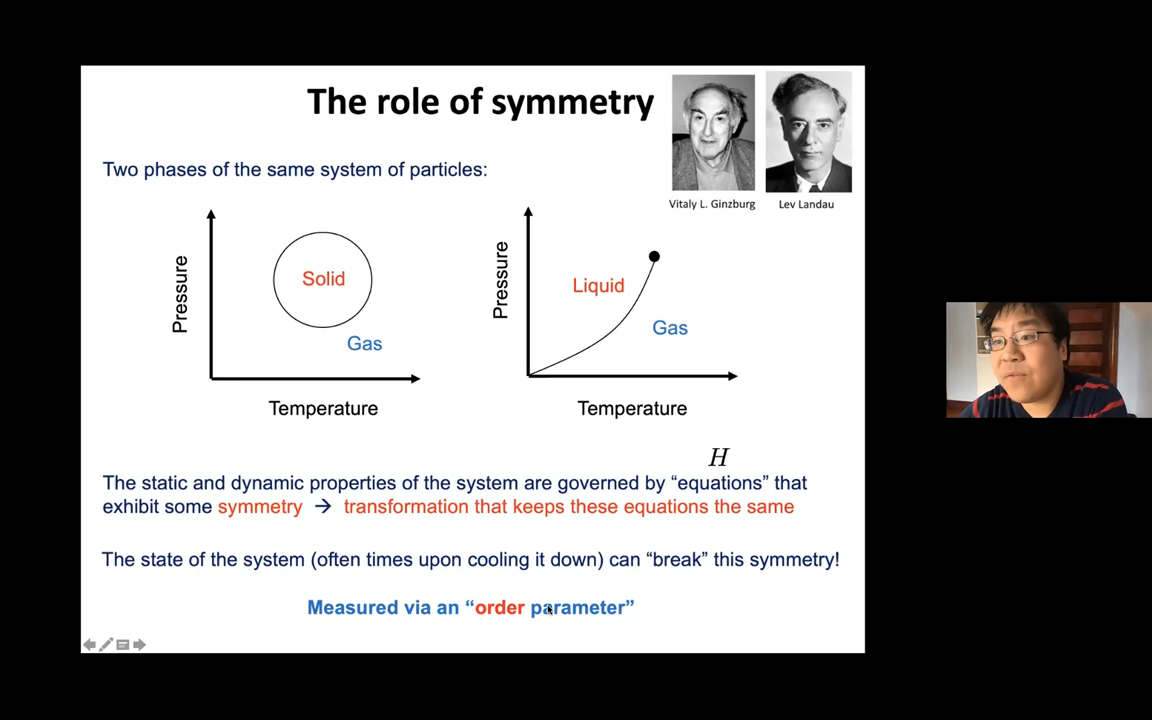 The role of symmetry
Vitaly L. Ginzburg
Lev Landau
Two phases of the same system of particles:
Pressure
Solid
Gas
Temperature
Pressure
Liquid
Gas
Temperature
H
The static and dynamic properties of the system are governed by “equations” that
exhibit some symmetry → transformation that keeps these equations the same
The state of the system (often times upon cooling it down) can “break” this symmetry!
Measured via an “order parameter”